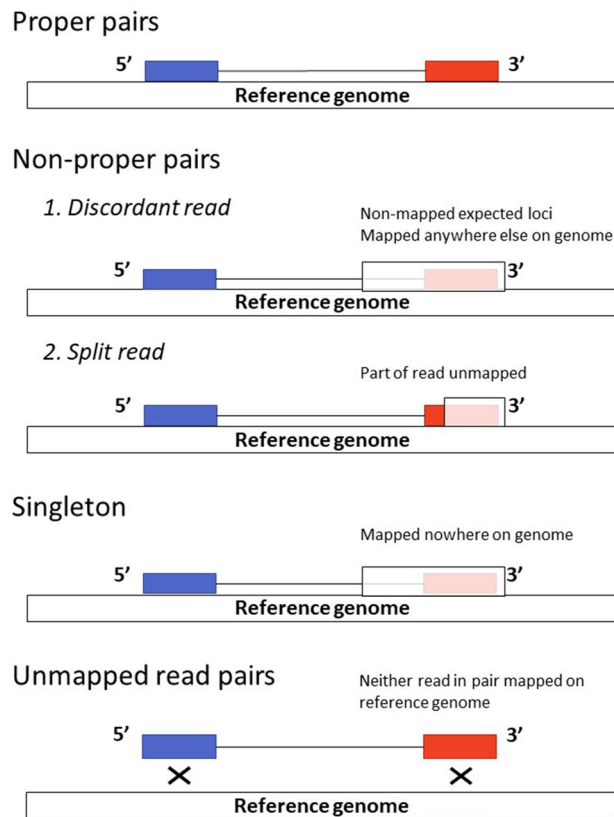 Proper pairs
5’ 3’
Reference genome
Non-proper pairs
1. Discordant read
Non-mapped expected loci
Mapped anywhere else on genome
5’ 3’
Reference genome
2. Split read
Part of read unmapped
5’ 3’
Reference genome
Singleton
Mapped nowhere on genome
5’ 3’
Reference genome
Unmapped read pairs
Neither read in pair mapped on
reference genome
5’ 3’
Reference genome